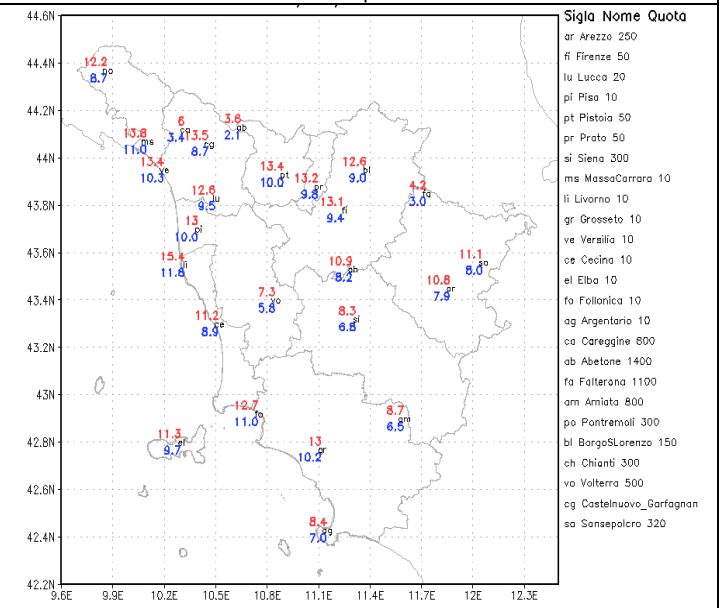 44.6N
Sigla Nome Quota
ar Arezzo 250
fi Firenze 50
lu Lucca 20
pi Pisa 10
pt Pistoia 50
pr Prato 50
si Siena 300
ms MassaCarrara 10
li Livorno 10
gr Grosseto 10
ve Versilia 10
ce Cecina 10
el Elba 10
fo Follonica 10
ag Argentario 10
ca Careggine 800
ab Abetone 1400
fa Falterona 1100
am Amiata 800
po Pontremoli 300
bl BorgoSLorenzo 150
ch Chianti 300
vo Volterra 500
cg Castelnuovo_Garfagnan
sa Sansepolcro 320
44.4N
12.2 po
8.7
44.2N
3.6 ab
2.1
6 ca
3.4
13.8 ms
11.0
13.5 cg
8.7
44N
13.4 ve
10.3
13.4 pt
10.0
12.6 bl
9.0
13.2 pr
9.8
4.2 fa
3.0
12.6 lu
9.5
43.8N
13.1 fi
9.4
13 pi
10.0
43.6N
15.4 li
11.8
10.9 ch
8.2
11.1 sa
8.0
10.8 ar
7.9
43.4N
7.3 vo
5.8
8.3 si
6.8
11.2 ce
8.9
43.2N
43N
12.7 fo
11.0
8.7 am
6.5
42.8N
11.3 el
9.7
13 gr
10.2
42.6N
8.4 ag
7.0
42.4N
42.2N
9.6E 9.9E 10.2E 10.5E 10.8E 11.1E 11.4E 11.7E 12E 12.3E